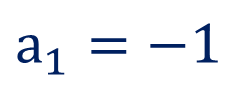 a₁ = −1